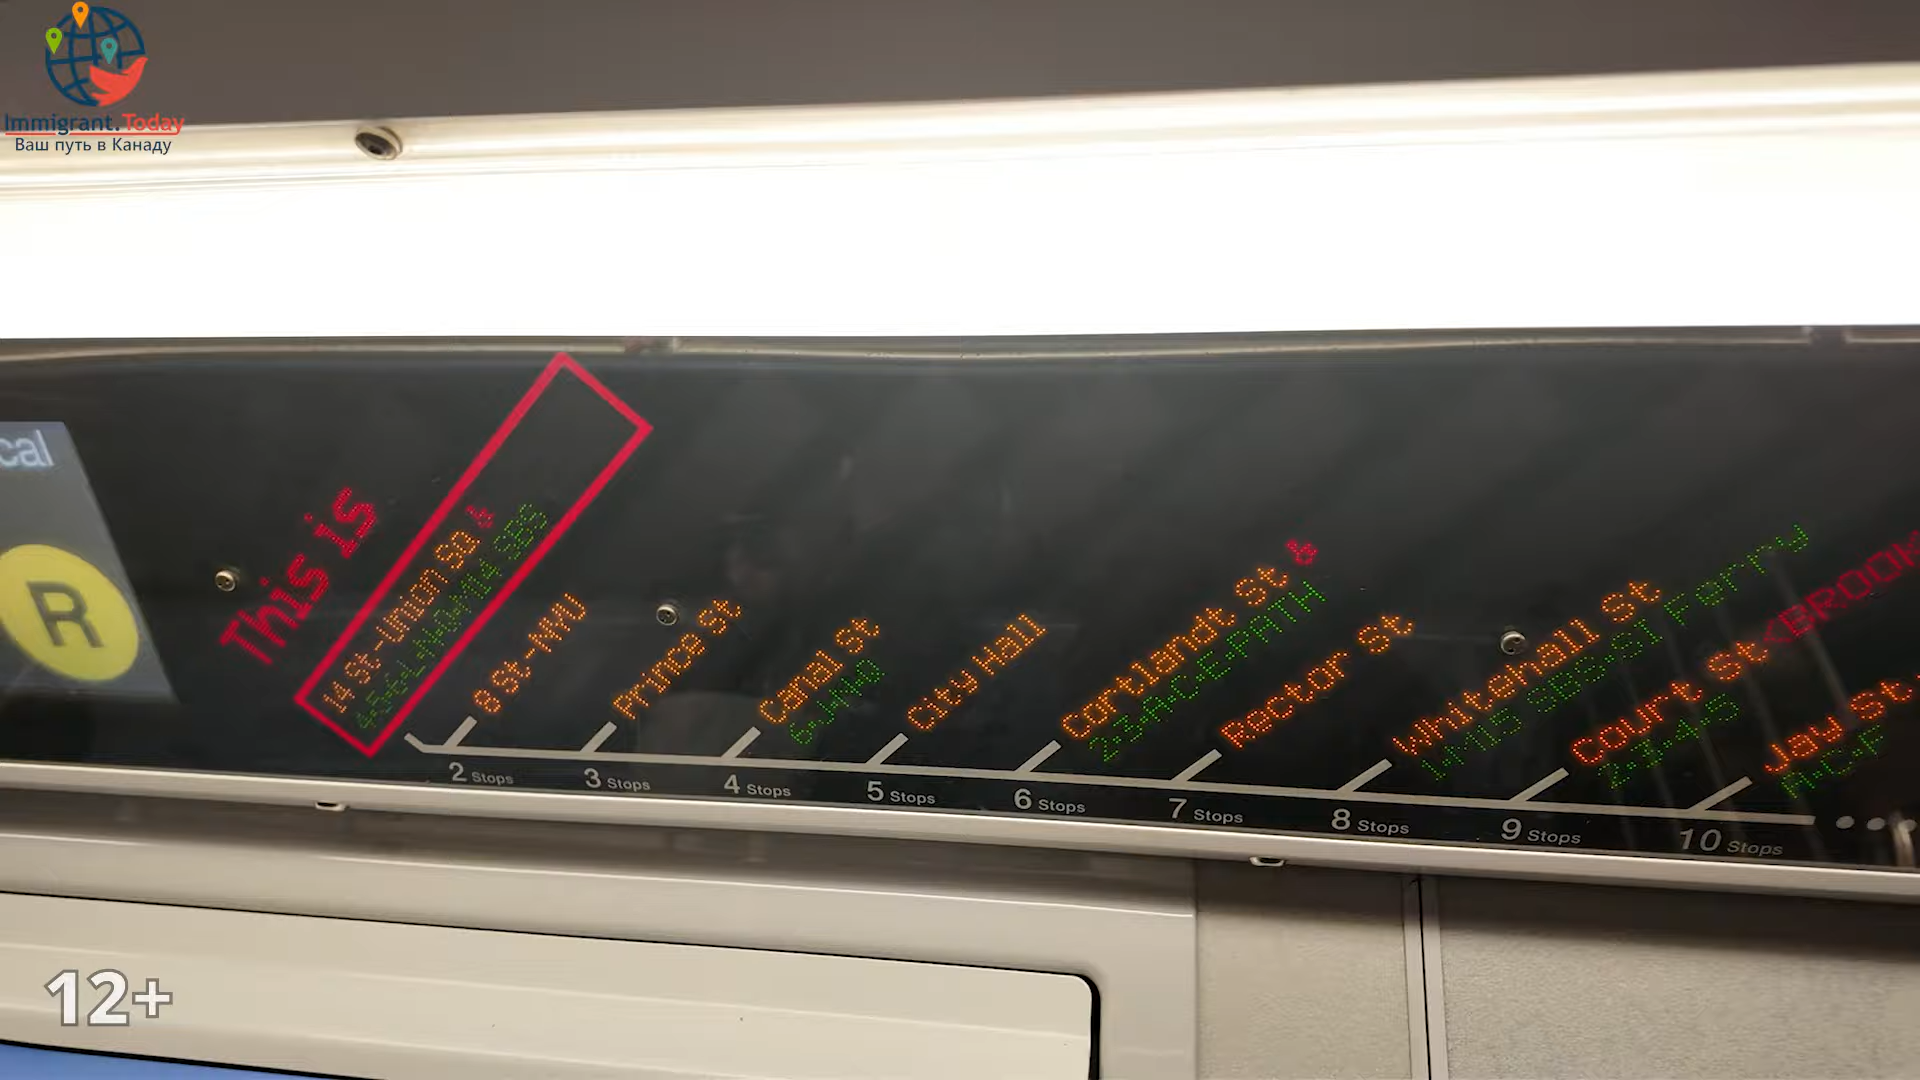 Immigrant.Today
Ваш путь в Канаду
cal
R
This is
14 St-Union Sq
4•5•6•L•N•Q•W•M14 SBS
8 St-NYU
Prince St
Canal St
6•J•N•Q
City Hall
Cortlandt St
2•3•A•C•E•PATH
Rector St
Whitehall St
1•M15 SBS•SI Ferry
Court St <BROOK
2•3•4•5
Jay St
A•C•F
2 Stops
3 Stops
4 Stops
5 Stops
6 Stops
7 Stops
8 Stops
9 Stops
10 Stops
12+